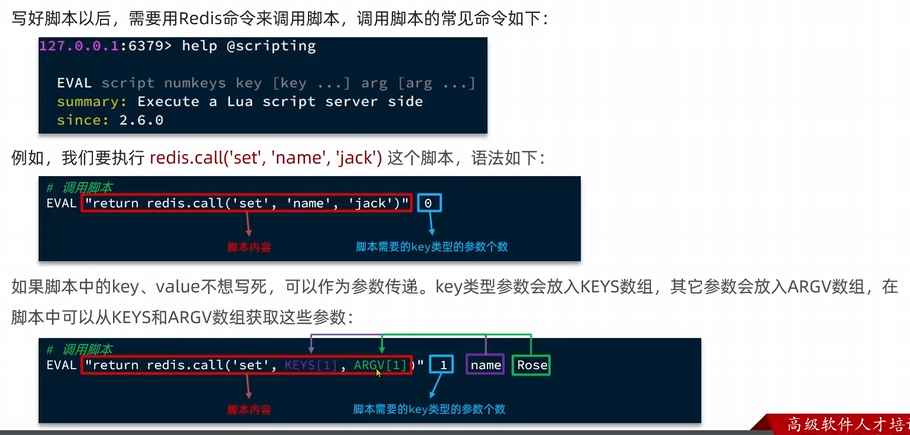 写好脚本以后，需要用Redis命令来调用脚本，调用脚本的常见命令如下：
127.0.0.1:6379> help @scripting
EVAL script numkeys key [key ...] arg [arg ...]
summary: Execute a Lua script server side
since: 2.6.0
例如，我们要执行 redis.call('set', 'name', 'jack') 这个脚本，语法如下：
# 调用脚本
EVAL "return redis.call('set', 'name', 'jack')" 0
脚本内容 脚本需要的key类型的参数个数
如果脚本中的key、value不想写死，可以作为参数传递。key类型参数会放入KEYS数组，其它参数会放入ARGV数组，在
脚本中可以从KEYS和ARGV数组获取这些参数：
# 调用脚本
EVAL "return redis.call('set', KEYS[1], ARGV[1])" 1 name Rose
脚本内容 脚本需要的key类型的参数个数
高级软件人才培